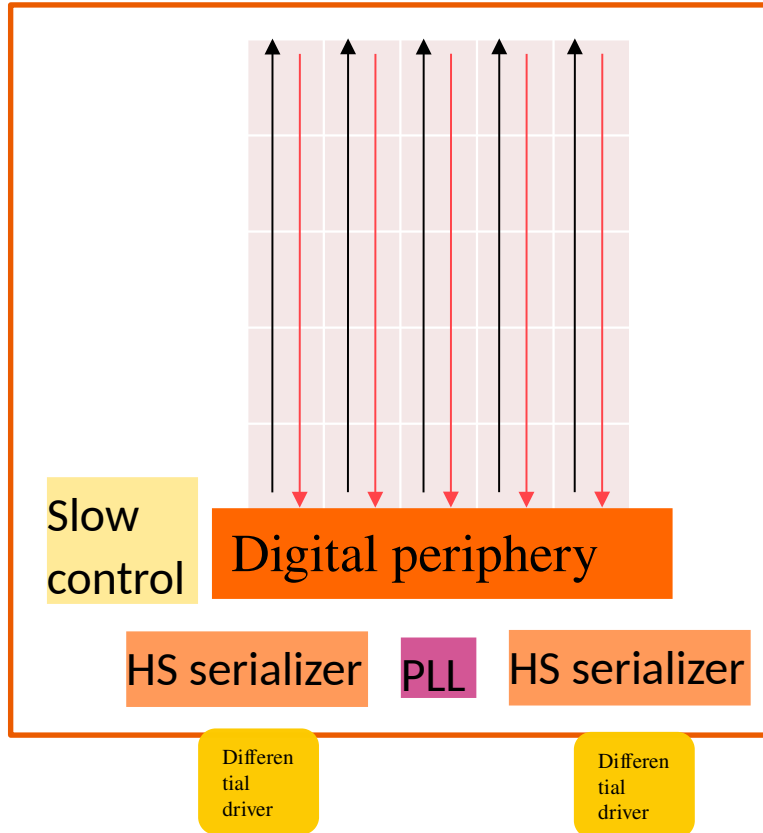 Slow
control
Digital periphery
HS serializer
PLL
HS serializer
Differen
tial
driver
Differen
tial
driver